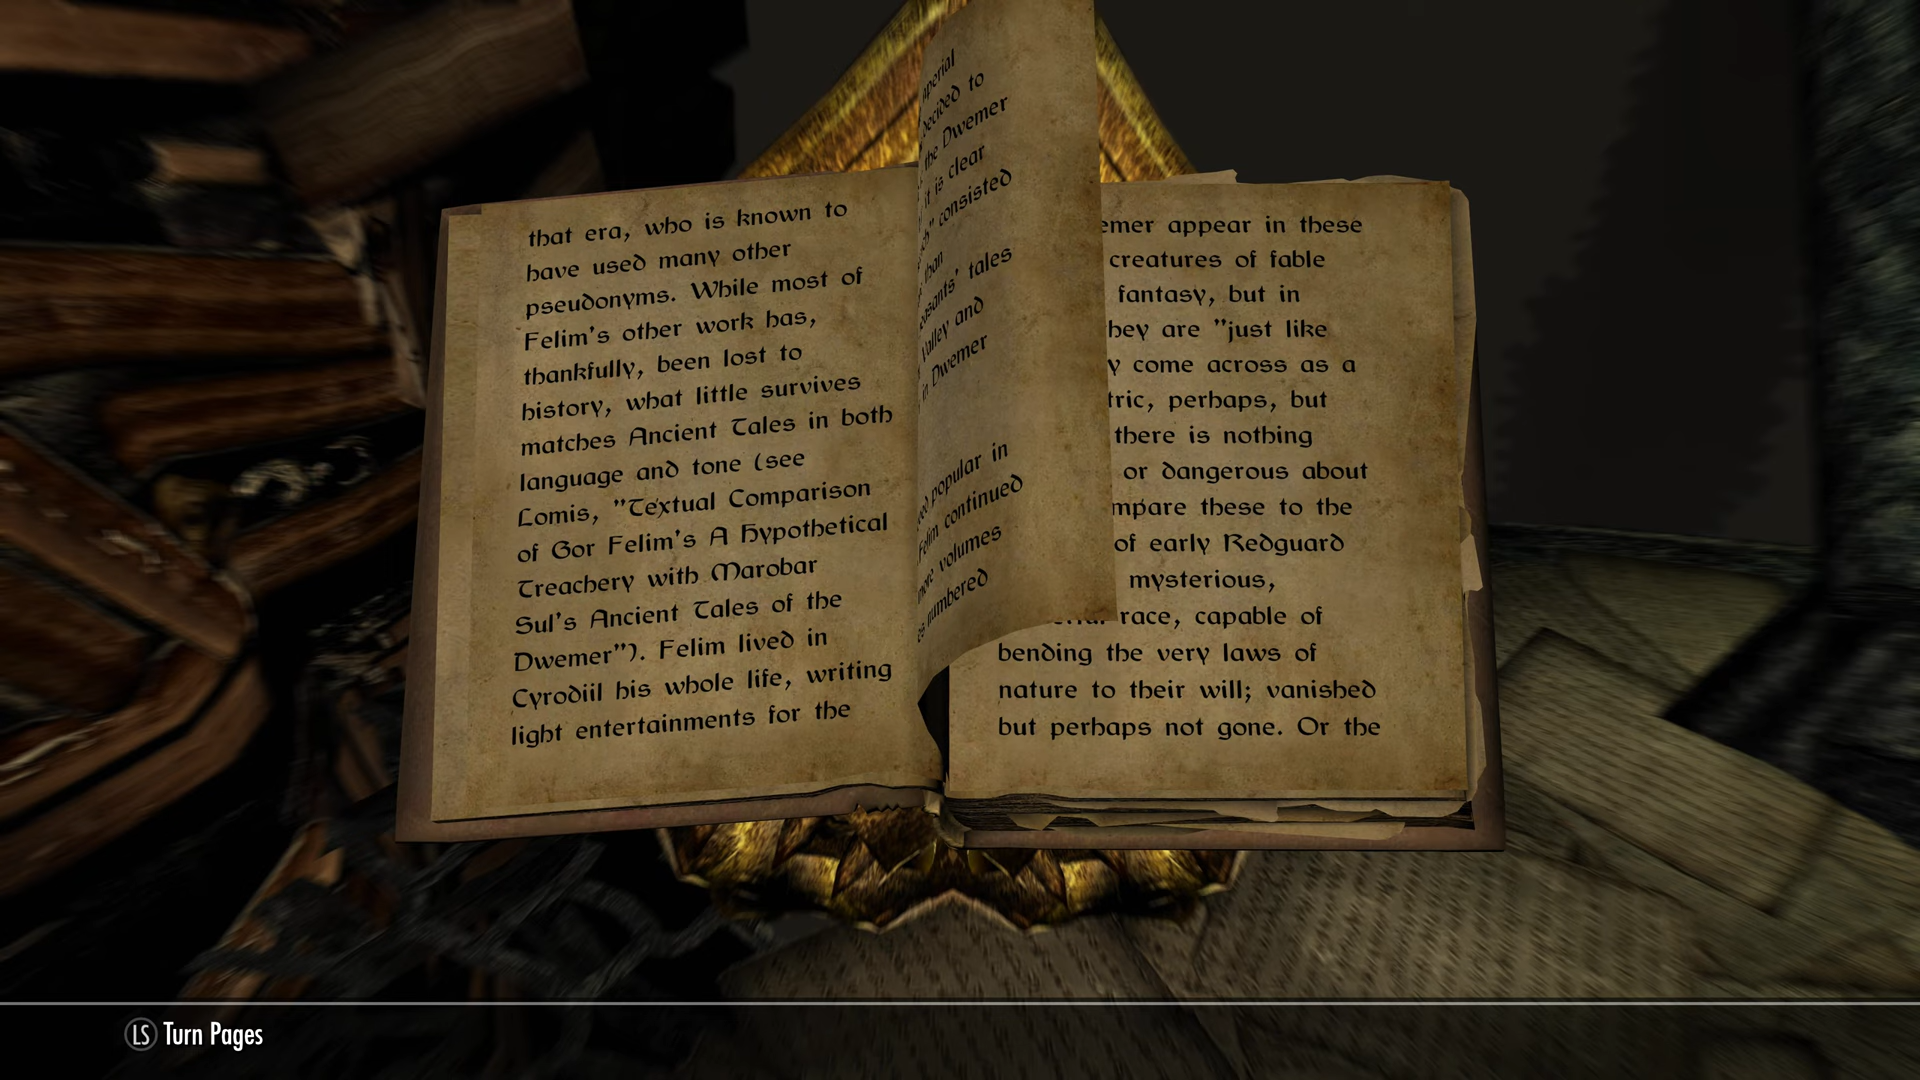 that era, who is known to
have used many other
pseudonyms. While most of
Felim's other work has,
thankfully, been lost to
history, what little survives
matches Ancient Tales in both
language and tone (see
Lomis, "Textual Comparison
of Gor Felim's A Hypothetical
Treachery with Marobar
Sul's Ancient Tales of the
Dwemer"). Felim lived in
Cyrodiil his whole life, writing
light entertainments for the
to
the Dwemer
it is clear
consisted
tales
Valley and
in Dwemer
popular in
Felim continued
more volumes
numbered
appear in these
creatures of fable
fantasy, but in
are "just like
come across as a
perhaps, but
there is nothing
or dangerous about
these to the
of early Redguard
mysterious,
race, capable of
bending the very laws of
nature to their will; vanished
but perhaps not gone. Or the
LS Turn Pages